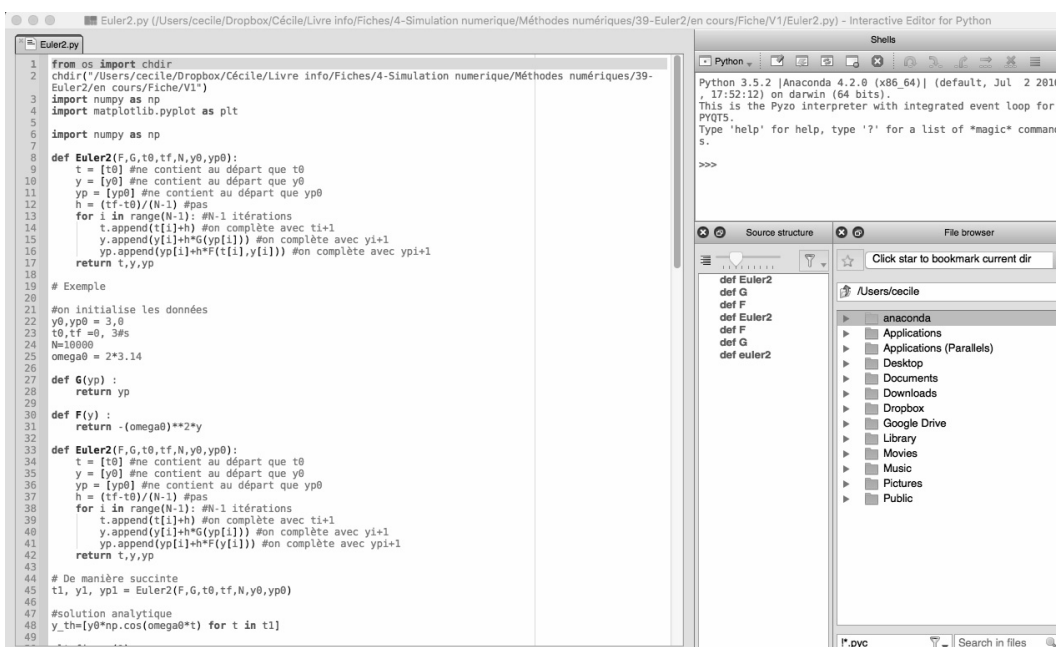 Euler2.py (/Users/cecile/Dropbox/Cécile/Livre info/Fiches/4-Simulation numerique/Méthodes numériques/39-Euler2/en cours/Fiche/V1/Euler2.py) - Interactive Editor for Python
Euler2.py
1 from os import chdir
2 chdir("/Users/cecile/Dropbox/Cécile/Livre info/Fiches/4-Simulation numerique/Méthodes numériques/39-
Euler2/en cours/Fiche/V1")
3 import numpy as np
4 import matplotlib.pyplot as plt
5
6 import numpy as np
7
8 def Euler2(F,G,t0,tf,N,y0,yp0):
9     t = [t0] #ne contient au départ que t0
10     y = [y0] #ne contient au départ que y0
11     yp = [yp0] #ne contient au départ que yp0
12     h = (tf-t0)/(N-1) #pas
13     for i in range(N-1): #N-1 itérations
14         t.append(t[i]+h) #on complète avec ti+1
15         y.append(y[i]+h*G(yp[i])) #on complète avec yi+1
16         yp.append(yp[i]+h*F(t[i],y[i])) #on complète avec ypi+1
17     return t,y,yp
18
19 # Exemple
20
21 #on initialise les données
22 y0,yp0 = 3,0
23 t0,tf =0, 3#s
24 N=10000
25 omega0 = 2*3.14
26
27 def G(yp) :
28     return yp
29
30 def F(y) :
31     return -(omega0)**2*y
32
33 def Euler2(F,G,t0,tf,N,y0,yp0):
34     t = [t0] #ne contient au départ que t0
35     y = [y0] #ne contient au départ que y0
36     yp = [yp0] #ne contient au départ que yp0
37     h = (tf-t0)/(N-1) #pas
38     for i in range(N-1): #N-1 itérations
39         t.append(t[i]+h) #on complète avec ti+1
40         y.append(y[i]+h*G(yp[i])) #on complète avec yi+1
41         yp.append(yp[i]+h*F(y[i])) #on complète avec ypi+1
42     return t,y,yp
43
44 # De manière succinte
45 t1, y1, yp1 = Euler2(F,G,t0,tf,N,y0,yp0)
46
47 #solution analytique
48 y_th=[y0*np.cos(omega0*t) for t in t1]
49
Shells
Python
Python 3.5.2 |Anaconda 4.2.0 (x86_64)| (default, Jul  2 2016
, 17:52:12) on darwin (64 bits).
This is the Pyzo interpreter with integrated event loop for
PYQT5.
Type 'help' for help, type '?' for a list of *magic* command
s.
>>>
Source structure
def Euler2
def G
def F
def Euler2
def F
def G
def euler2
File browser
Click star to bookmark current dir
/Users/cecile
anaconda
Applications
Applications (Parallels)
Desktop
Documents
Downloads
Dropbox
Google Drive
Library
Movies
Music
Pictures
Public
!*.pyc
Search in files